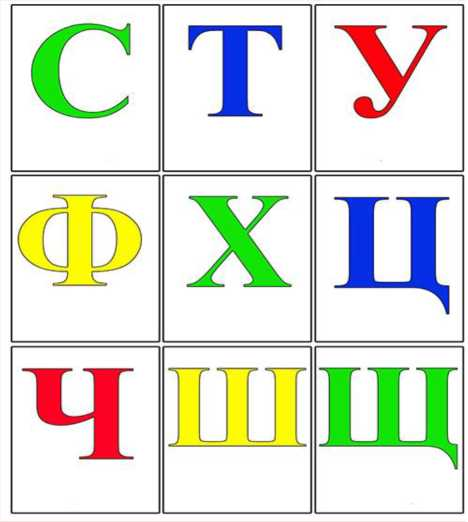 С Т У
Ф Х Ц
Ч Ш Щ